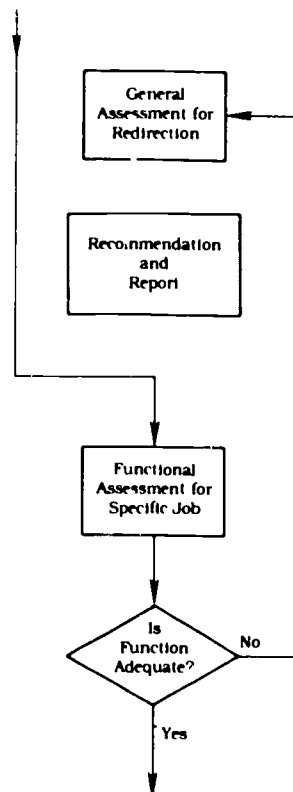 General
Assessment for
Redirection
Recommendation
and
Report
Functional
Assessment for
Specific Job
Is
Function
Adequate?
No
Yes